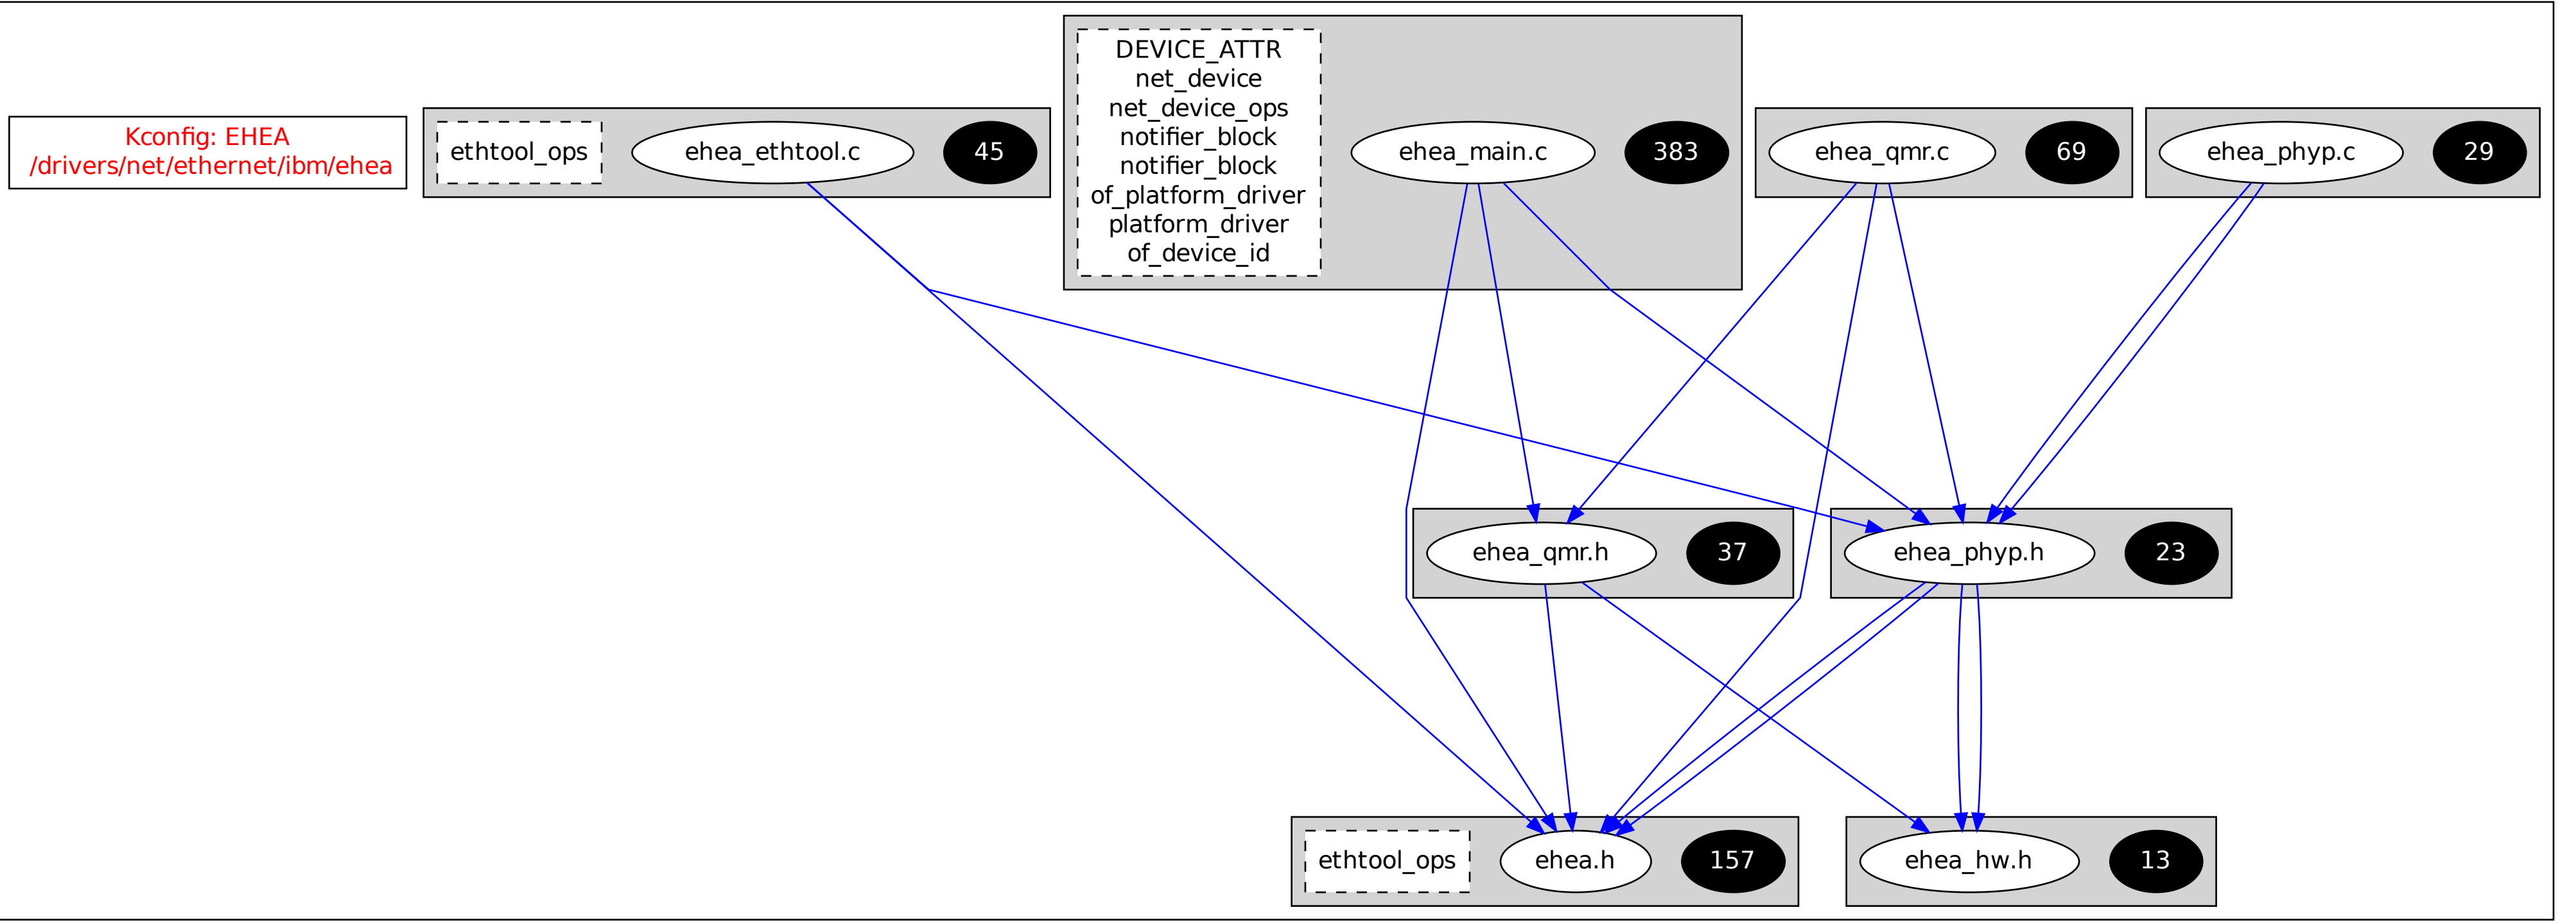 Kconfig: EHEA
/drivers/net/ethernet/ibm/ehea
ethtool_ops
ehea_ethtool.c
45
DEVICE_ATTR
net_device
net_device_ops
notifier_block
notifier_block
of_platform_driver
platform_driver
of_device_id
ehea_main.c
383
ehea_qmr.c
69
ehea_phyp.c
29
ehea_qmr.h
37
ehea_phyp.h
23
ethtool_ops
ehea.h
157
ehea_hw.h
13